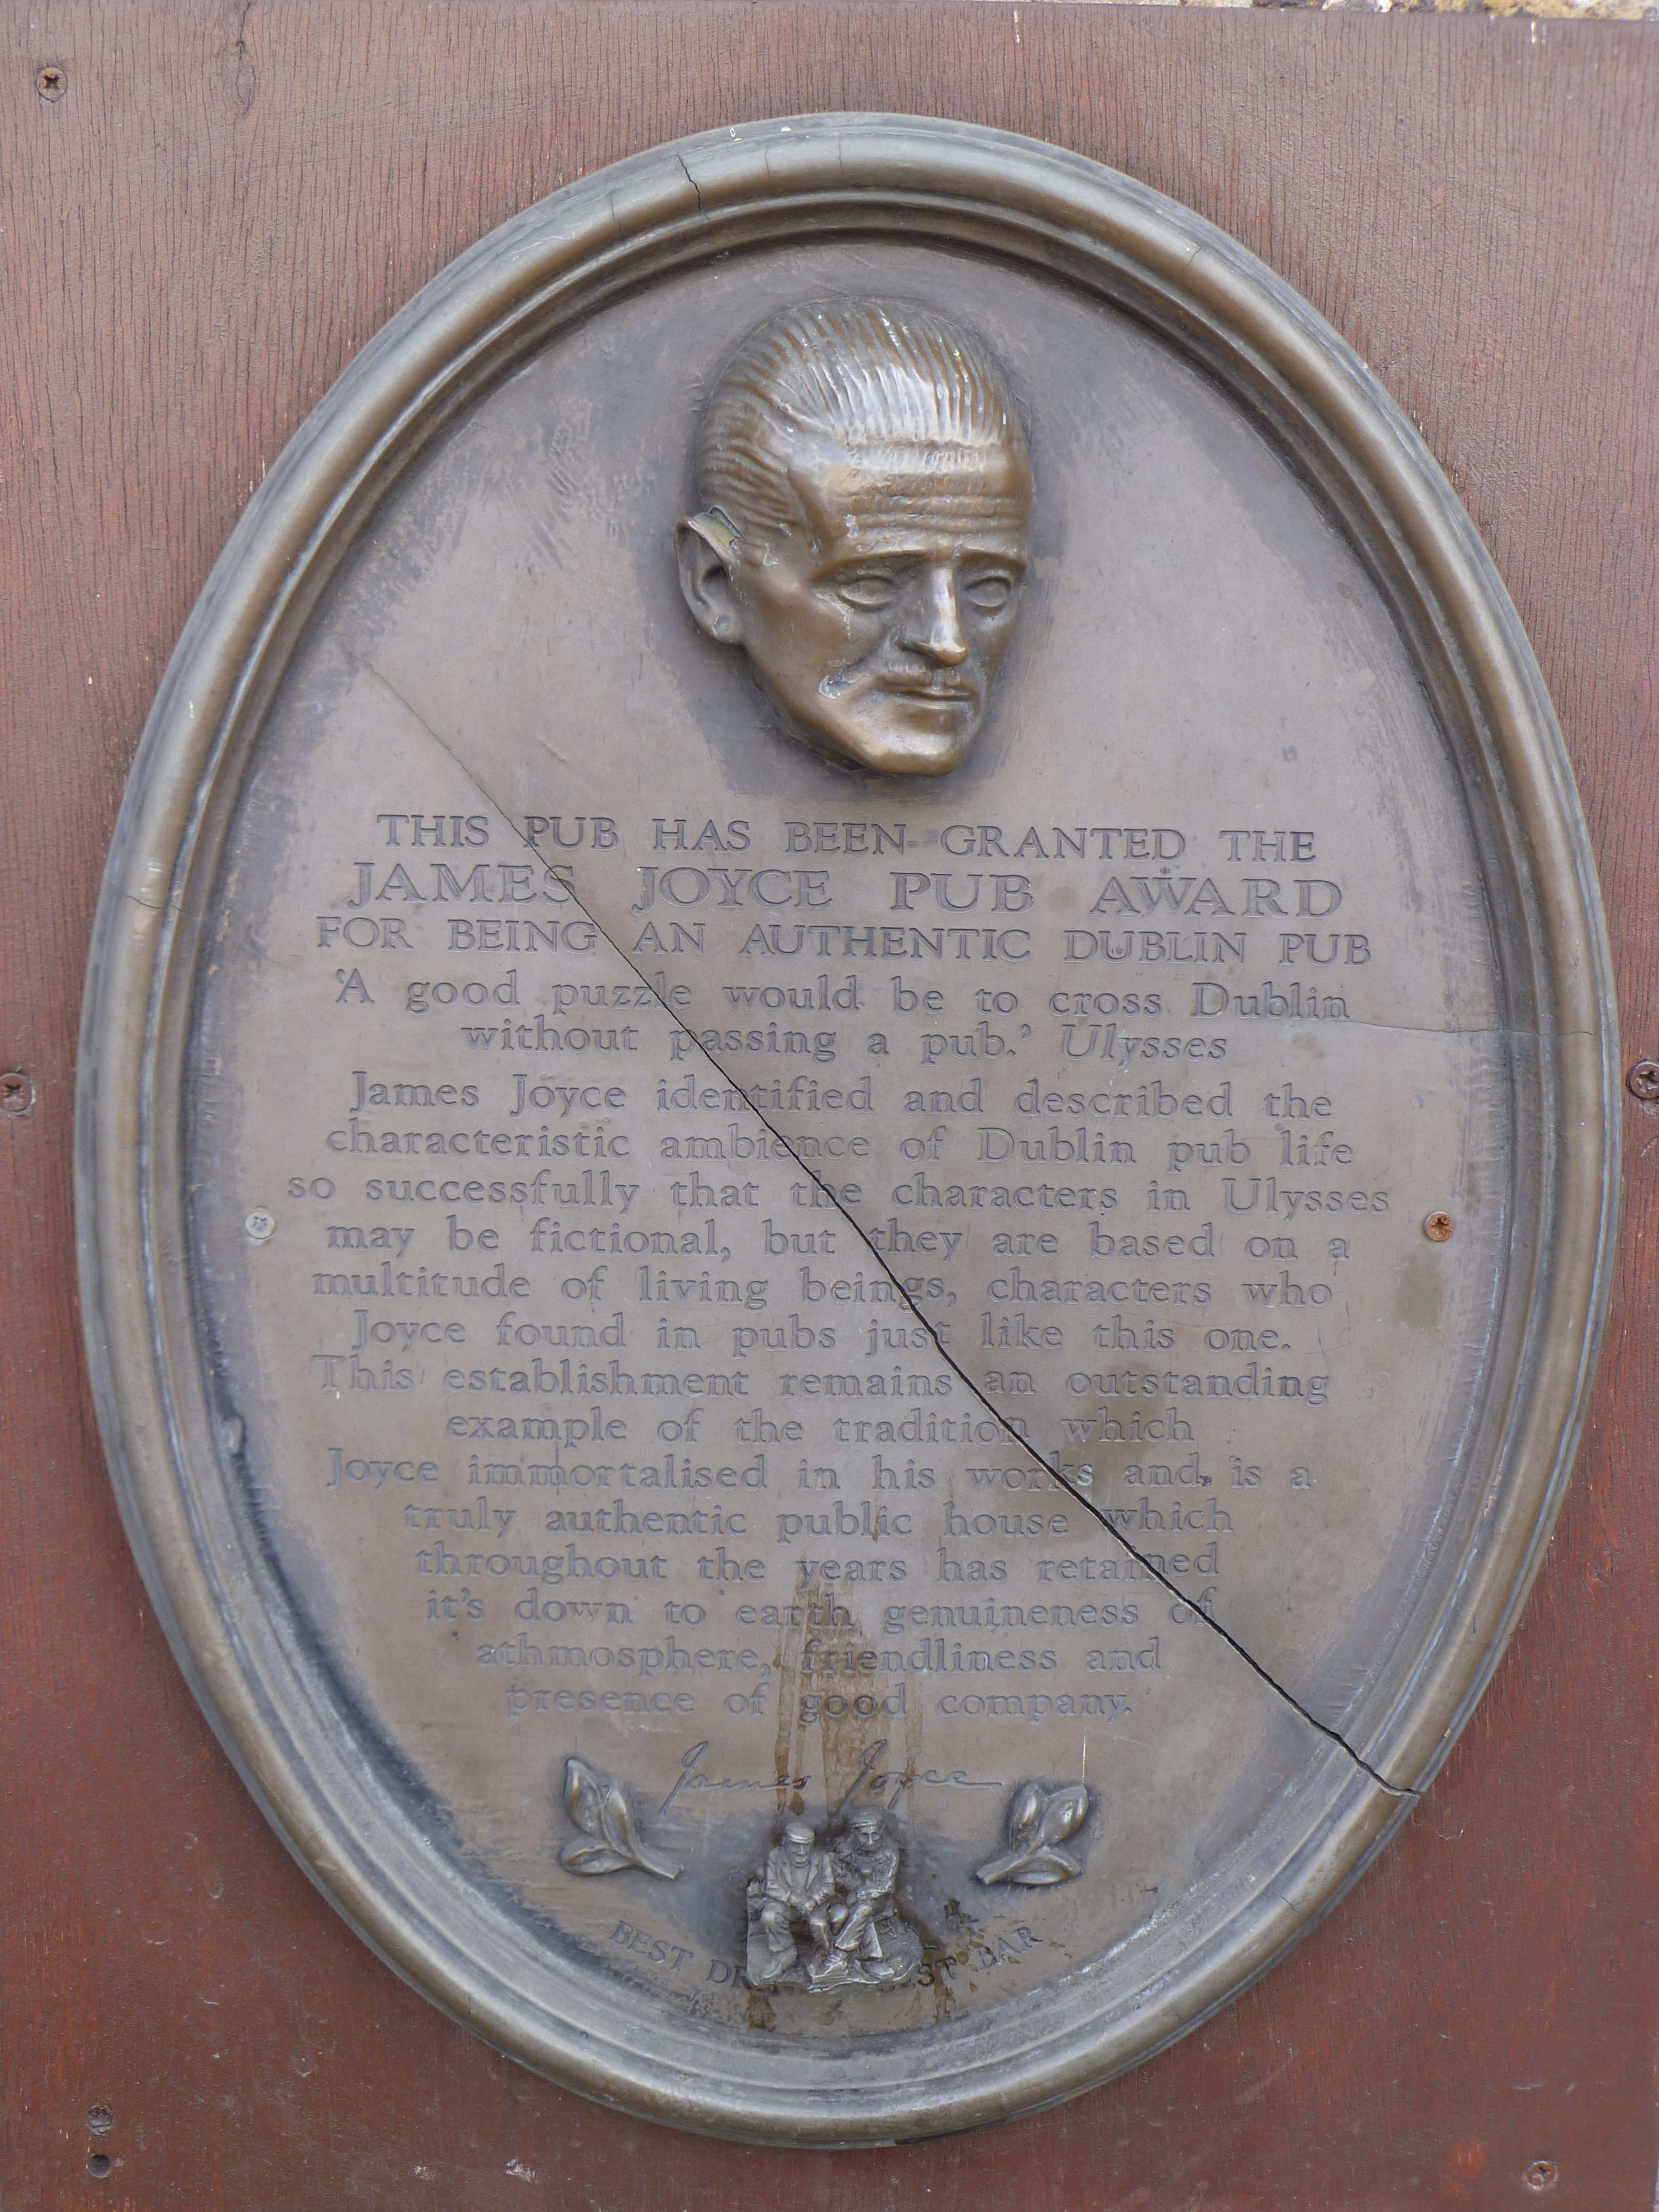 THIS PUB HAS BEEN GRANTED THE
JAMES JOYCE PUB AWARD
FOR BEING AN AUTHENTIC DUBLIN PUB
'A good puzzle would be to cross Dublin
without passing a pub.' Ulysses
James Joyce identified and described the
characteristic ambience of Dublin pub life
so successfully that the characters in Ulysses
may be fictional, but they are based on a
multitude of living beings, characters who
Joyce found in pubs just like this one.
This establishment remains an outstanding
example of the tradition which
Joyce immortalised in his works and is a
truly authentic public house which
throughout the years has retained
it's down to earth genuineness of
athmosphere, friendliness and
presence of good company.
James Joyce
BEST BAR